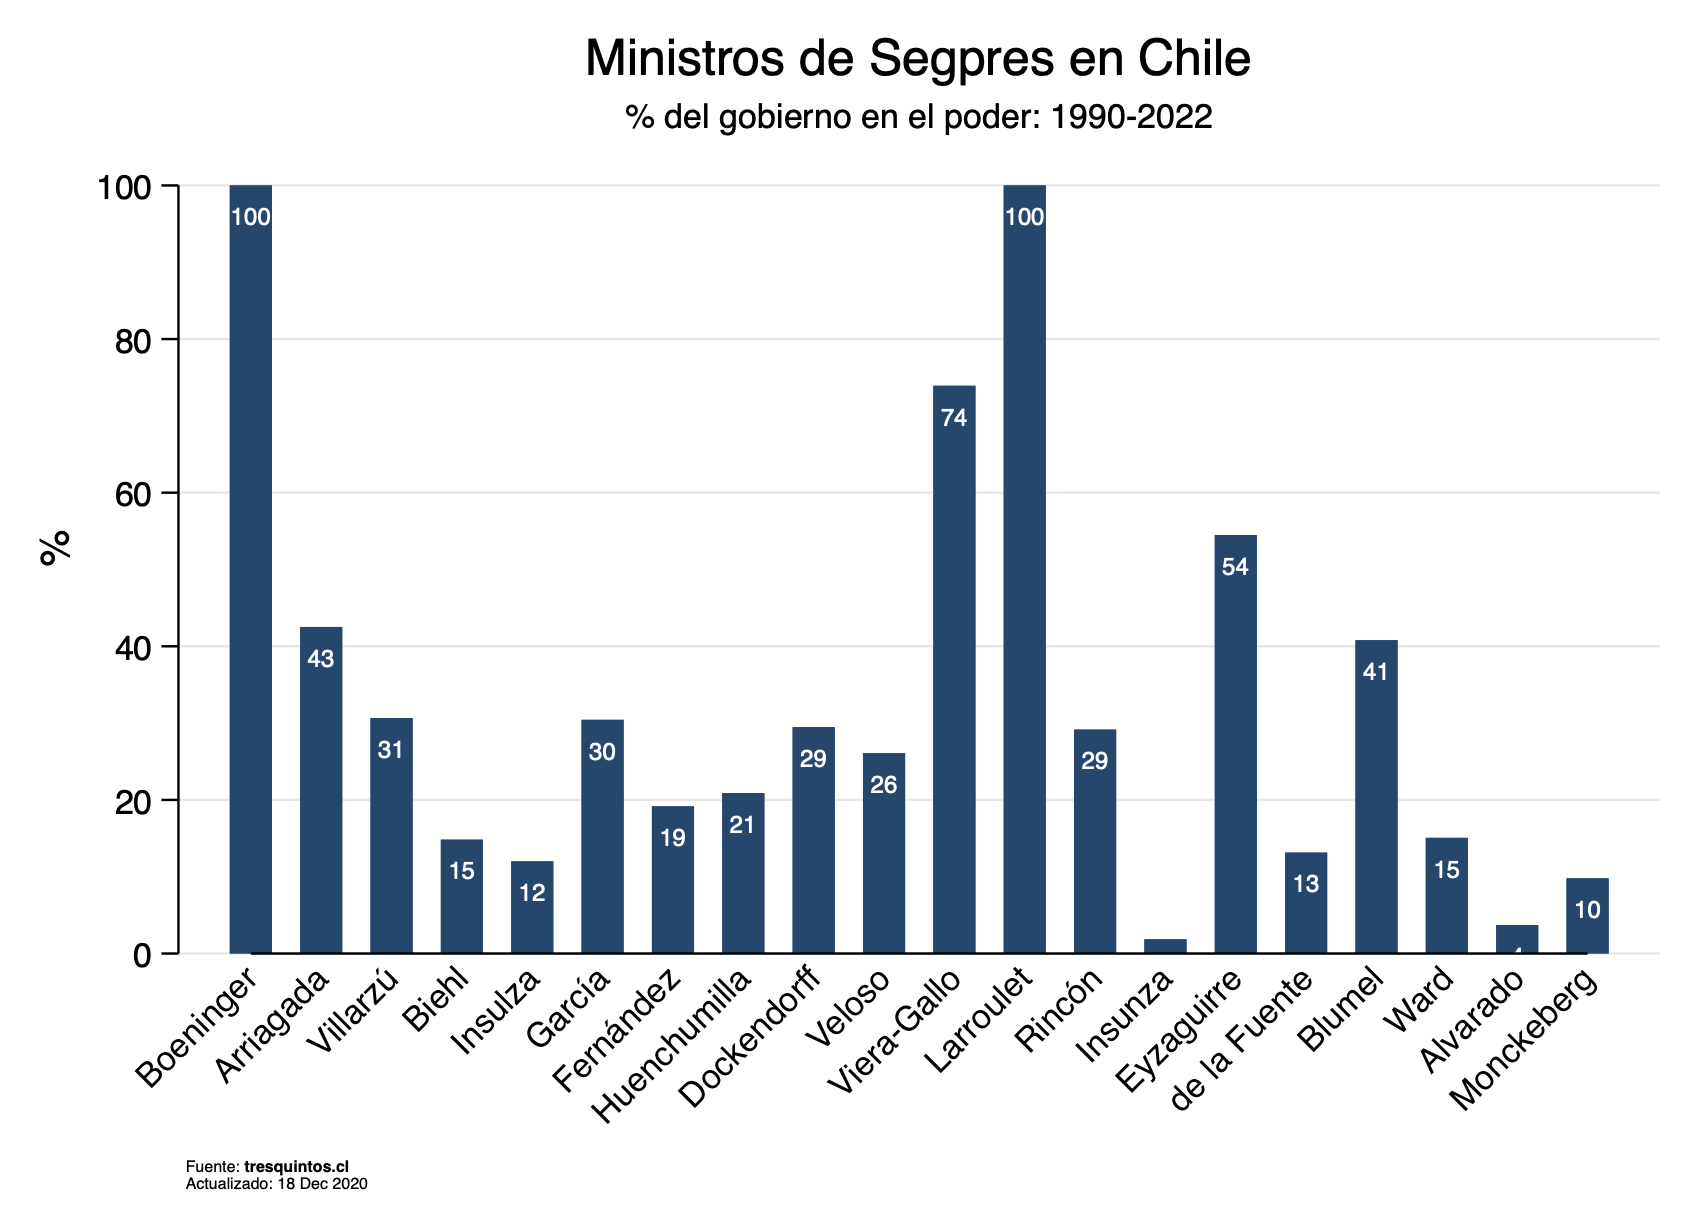 Ministros de Segpres en Chile
% del gobierno en el poder: 1990-2022
%
100
80
60
40
20
0
100
43
31
15
12
30
19
21
29
26
74
100
29
54
13
41
15
4
10
Boeninger
Arriagada
Villarzú
Biehl
Insulza
García
Fernández
Huenchumilla
Dockendorff
Veloso
Viera-Gallo
Larroulet
Rincón
Insunza
Eyzaguirre
de la Fuente
Blumel
Ward
Alvarado
Monckeberg
Fuente: tresquintos.cl
Actualizado: 18 Dec 2020